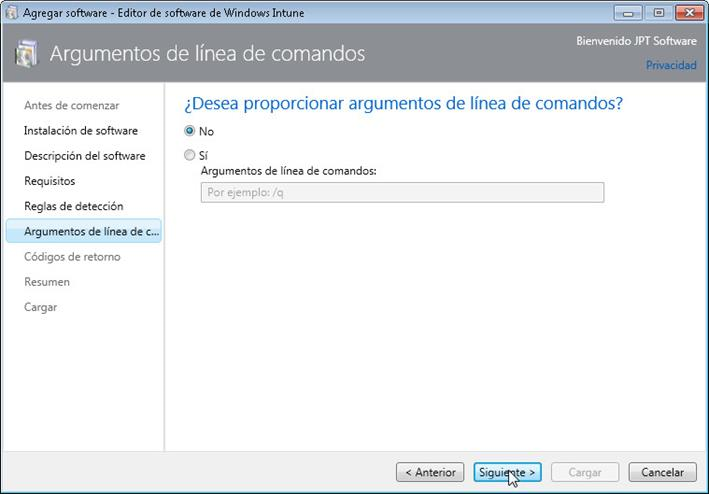 Agregar software - Editor de software de Windows Intune
Argumentos de línea de comandos
Bienvenido JPT Software
Privacidad
Antes de comenzar
Instalación de software
Descripción del software
Requisitos
Reglas de detección
Argumentos de línea de c...
Códigos de retorno
Resumen
Cargar
¿Desea proporcionar argumentos de línea de comandos?
No
Sí
Argumentos de línea de comandos:
Por ejemplo: /q
< Anterior
Siguiente >
Cargar
Cancelar